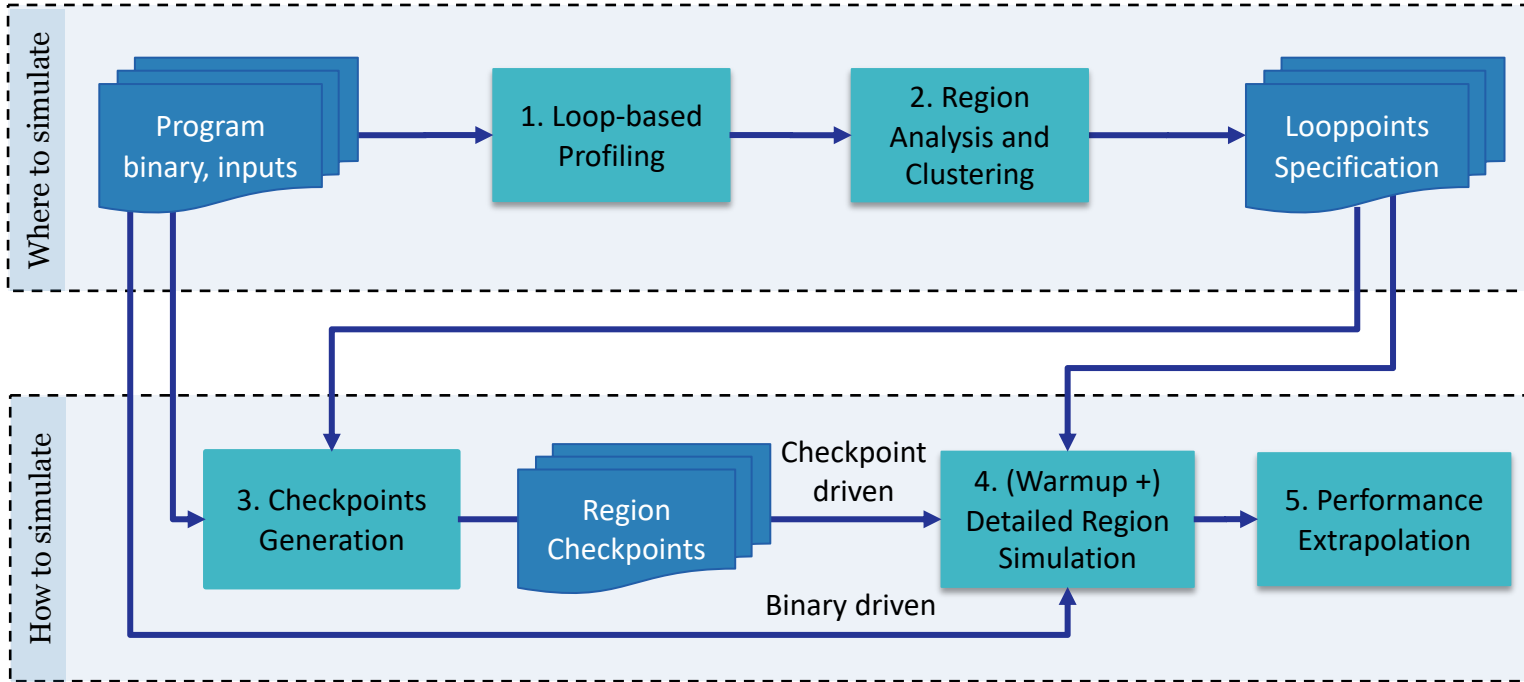 Where to simulate
Program
binary, inputs
1. Loop-based
Profiling
2. Region
Analysis and
Clustering
Looppoints
Specification
How to simulate
3. Checkpoints
Generation
Region
Checkpoints
Checkpoint
driven
Binary driven
4. (Warmup +)
Detailed Region
Simulation
5. Performance
Extrapolation